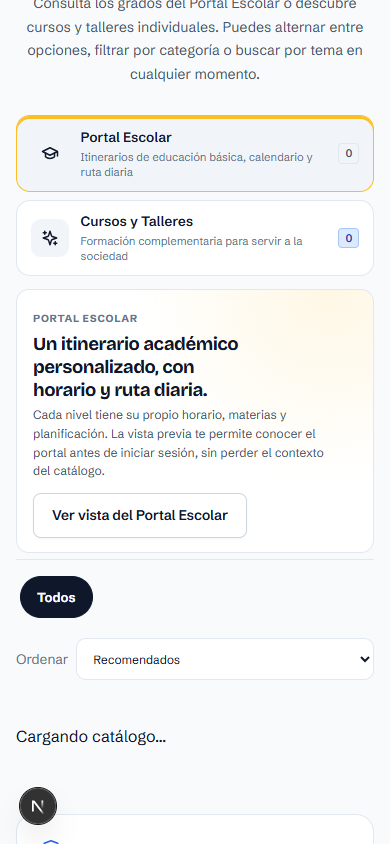 Consulta los grados del Portal Escolar o descubre
cursos y talleres individuales. Puedes alternar entre
opciones, filtrar por categoría o buscar por tema en
cualquier momento.
Portal Escolar
Itinerarios de educación básica, calendario y
ruta diaria
0
Cursos y Talleres
Formación complementaria para servir a la
sociedad
0
PORTAL ESCOLAR
Un itinerario académico
personalizado, con
horario y ruta diaria.
Cada nivel tiene su propio horario, materias y
planificación. La vista previa te permite conocer el
portal antes de iniciar sesión, sin perder el contexto
del catálogo.
Ver vista del Portal Escolar
Todos
Ordenar
Recomendados
Cargando catálogo...
N